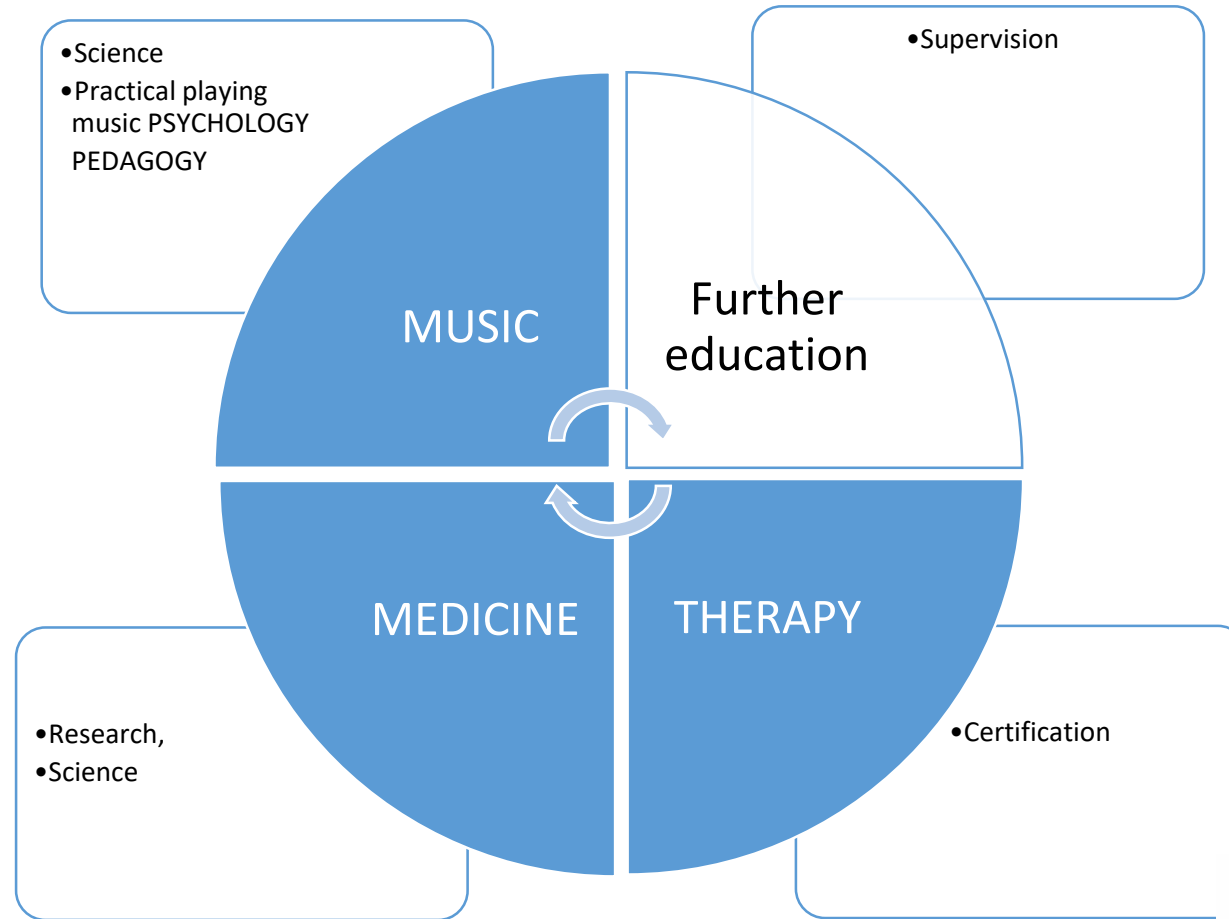 •Science
•Practical playing
music PSYCHOLOGY
PEDAGOGY
•Supervision
MUSIC
Further
education
MEDICINE
THERAPY
•Research,
•Science
•Certification